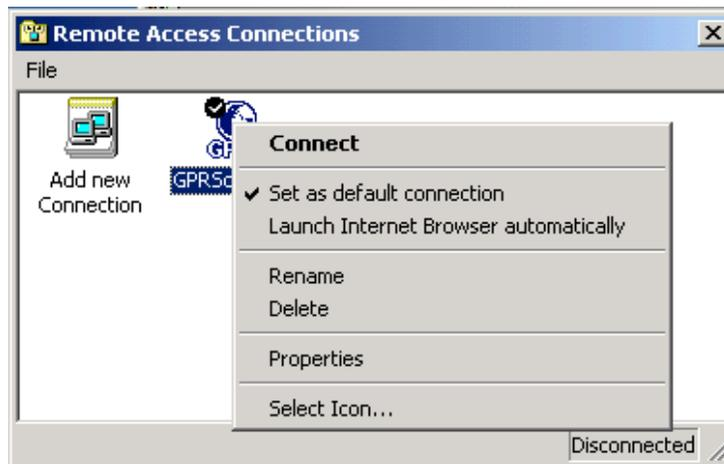 Remote Access Connections
File
Add new
Connection
Connect
Set as default connection
Launch Internet Browser automatically
Rename
Delete
Properties
Select Icon...
Disconnected